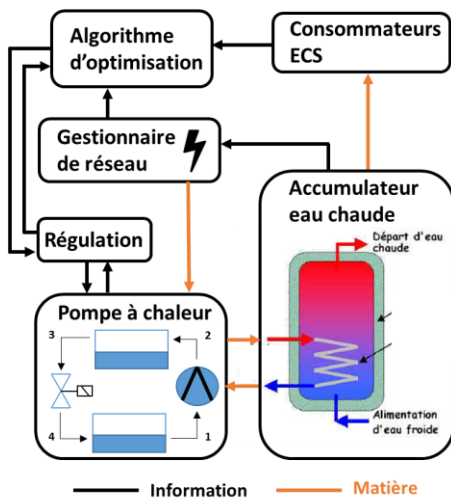 Algorithme
d'optimisation
Consommateurs
ECS
Gestionnaire
de réseau
Accumulateur
eau chaude
Régulation
Départ d'eau
chaude
Pompe à chaleur
3
2
4
1
Alimentation
d'eau froide
Information
Matière